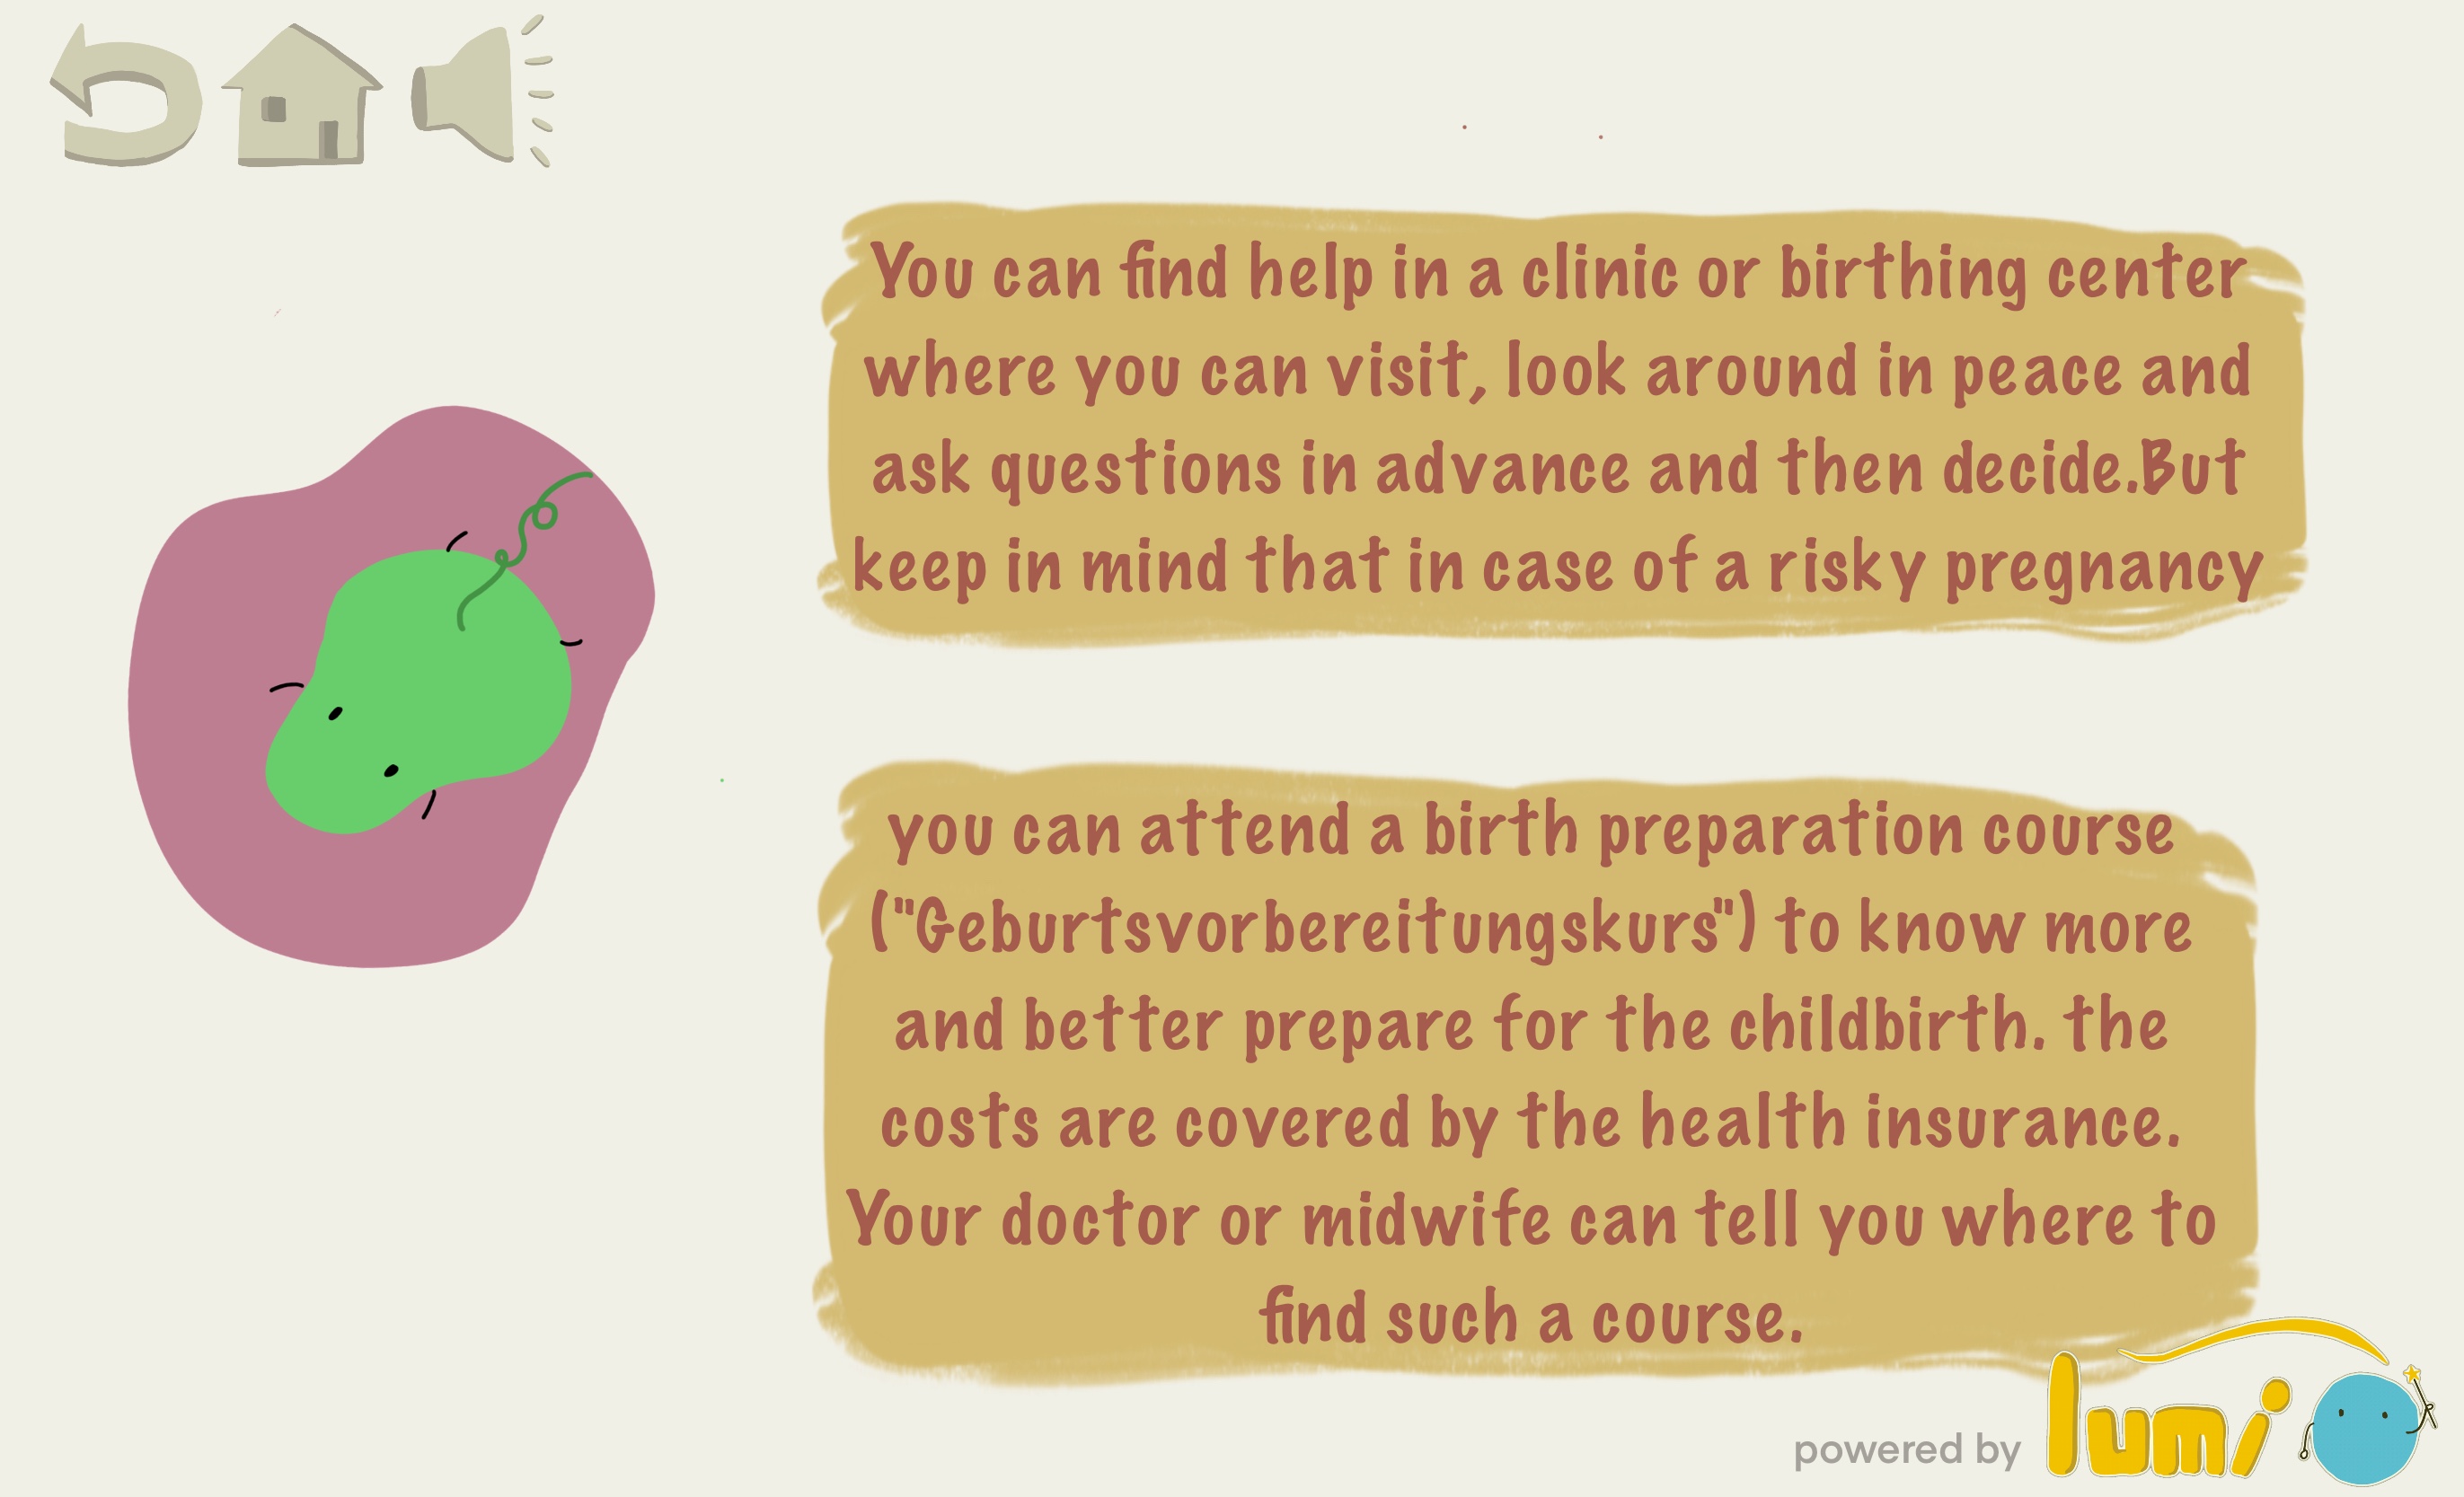 You can find help in a clinic or birthing center
where you can visit, look around in peace and
ask questions in advance and then decide.But
keep in mind that in case of a risky pregnancy
you can attend a birth preparation course
("Geburtsvorbereitungskurs") to know more
and better prepare for the childbirth. the
costs are covered by the health insurance.
Your doctor or midwife can tell you where to
find such a course.
powered by lumi